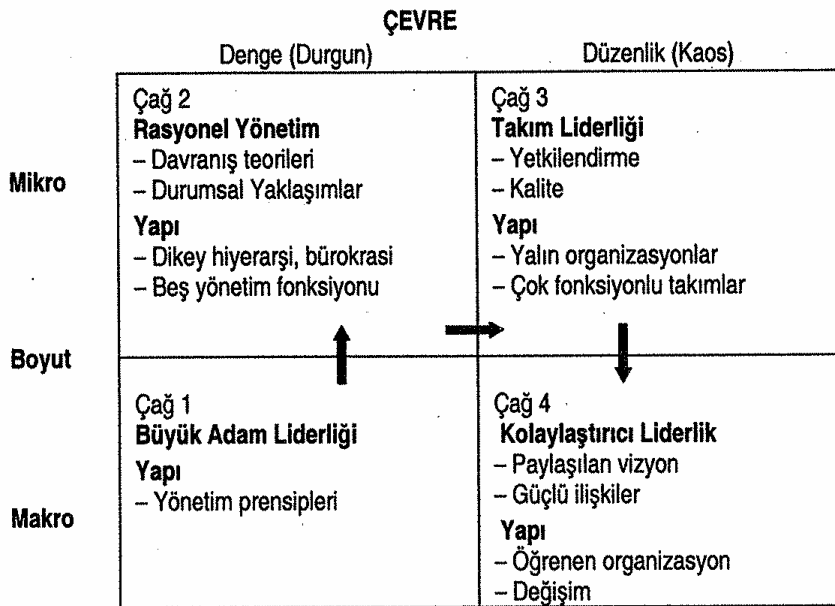 ÇEVRE
Denge (Durgun)
Düzenlik (Kaos)
Mikro
Çağ 2
Rasyonel Yönetim
– Davranış teorileri
– Durumsal Yaklaşımlar
Yapı
– Dikey hiyerarşi, bürokrasi
– Beş yönetim fonksiyonu
Çağ 3
Takım Liderliği
– Yetkilendirme
– Kalite
Yapı
– Yalın organizasyonlar
– Çok fonksiyonlu takımlar
Boyut
Makro
Çağ 1
Büyük Adam Liderliği
Yapı
– Yönetim prensipleri
Çağ 4
Kolaylaştırıcı Liderlik
– Paylaşılan vizyon
– Güçlü ilişkiler
Yapı
– Öğrenen organizasyon
– Değişim